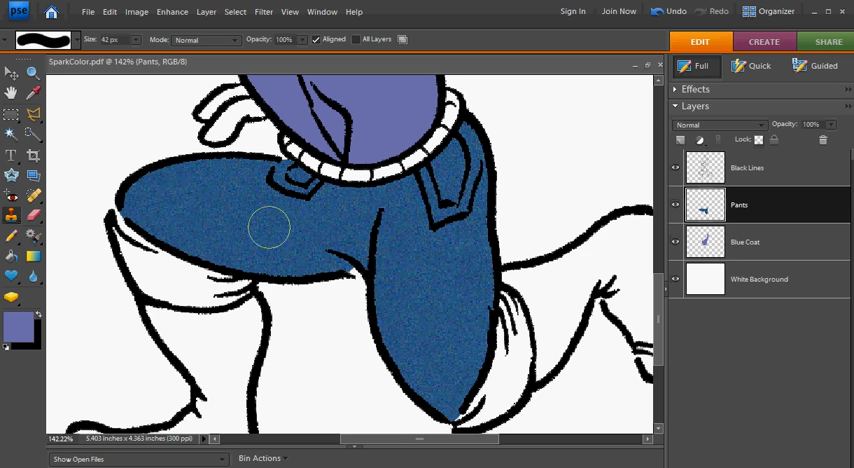 pse File Edit Image Enhance Layer Select Filter View Window Help Sign In Join Now Undo Redo Organizer
Size: 42 px Mode: Normal Opacity: 100% Aligned All Layers EDIT CREATE SHARE
SparkColor.pdf @ 142% (Pants, RGB/8)
Full Quick Guided
Effects
Layers
Normal Opacity: 100%
Lock:
Black Lines
Pants
Blue Coat
White Background
T
142.22% 5.403 inches x 4.363 inches (300 ppi)
Show Open Files Bin Actions